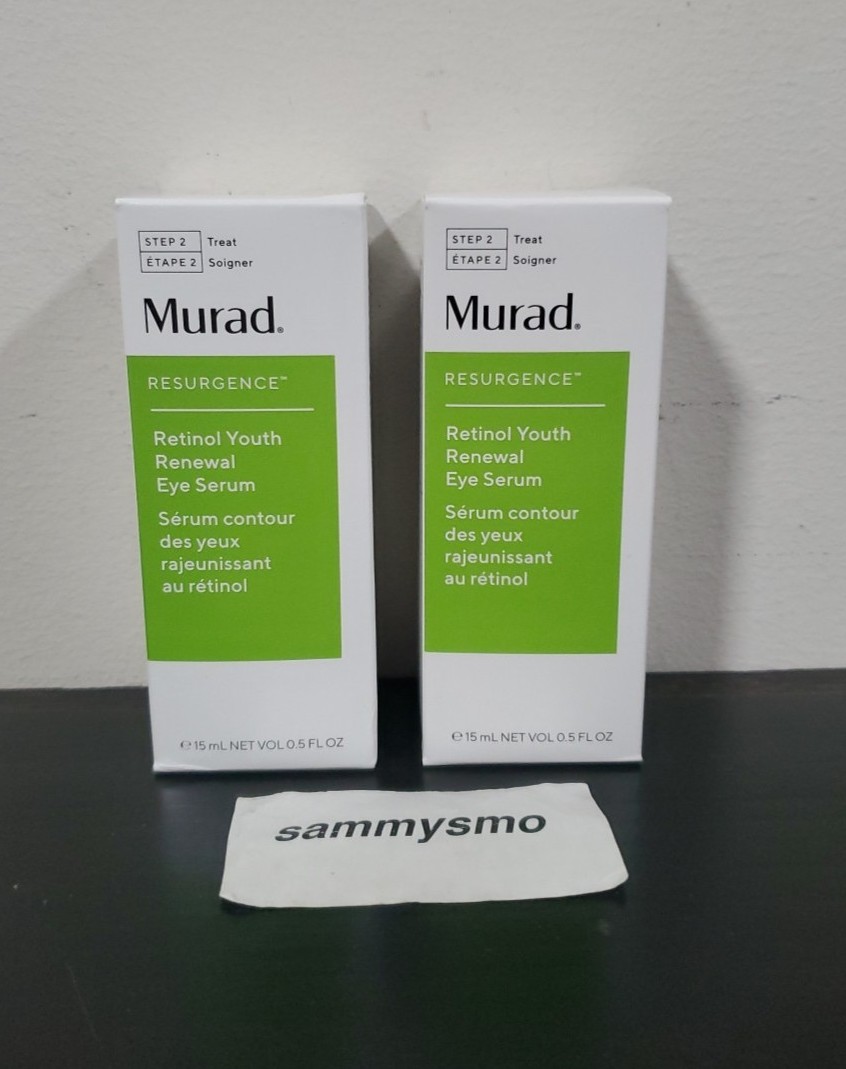 STEP 2 Treat
ÉTAPE 2 Soigner
Murad®
RESURGENCE™
Retinol Youth
Renewal
Eye Serum
Sérum contour
des yeux
rajeunissant
au rétinol
℮ 15 mL NET VOL 0.5 FL OZ
STEP 2 Treat
ÉTAPE 2 Soigner
Murad®
RESURGENCE™
Retinol Youth
Renewal
Eye Serum
Sérum contour
des yeux
rajeunissant
au rétinol
℮ 15 mL NET VOL 0.5 FL OZ
sammysmo